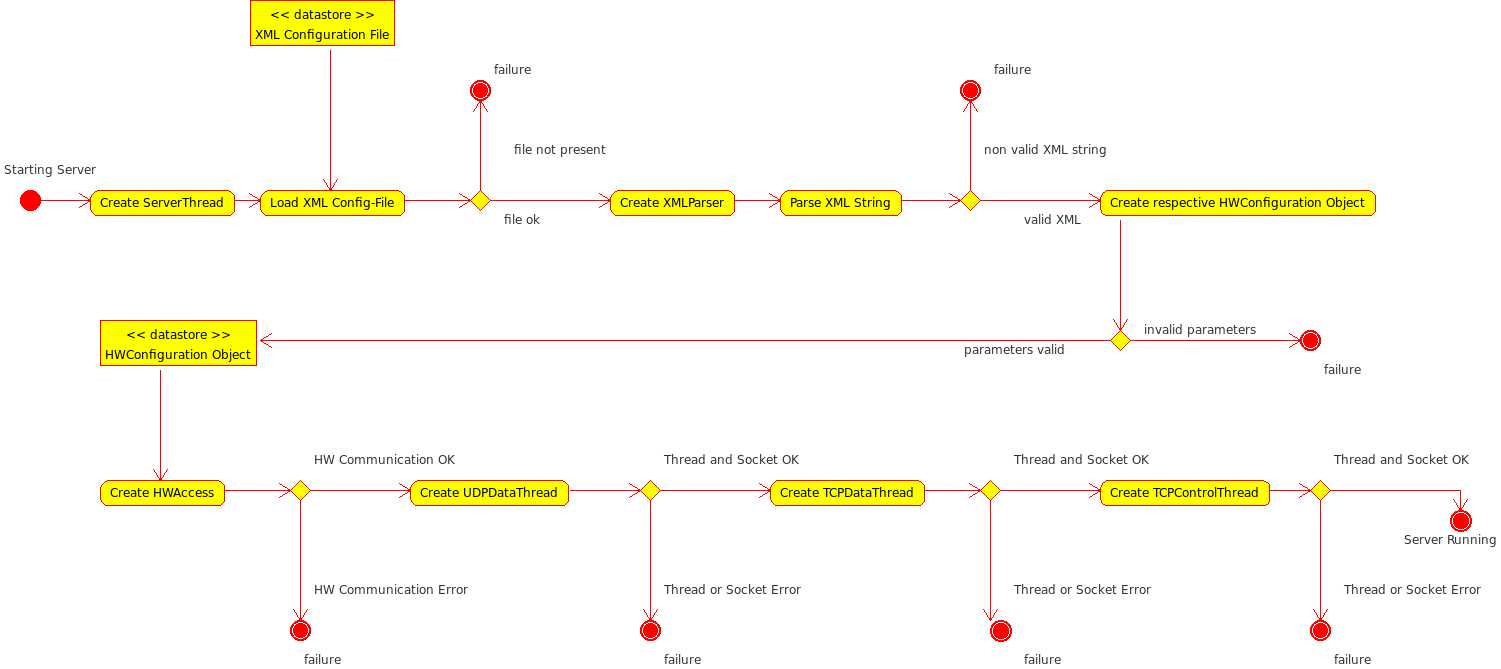 << datastore >>
XML Configuration File
failure
failure
file not present
non valid XML string
Starting Server
Create ServerThread
Load XML Config-File
Create XMLParser
Parse XML String
Create respective HWConfiguration Object
file ok
valid XML
<< datastore >>
HWConfiguration Object
invalid parameters
parameters valid
failure
HW Communication OK
Thread and Socket OK
Thread and Socket OK
Thread and Socket OK
Create HWAccess
Create UDPDataThread
Create TCPDataThread
Create TCPControlThread
Server Running
HW Communication Error
Thread or Socket Error
Thread or Socket Error
Thread or Socket Error
failure
failure
failure
failure